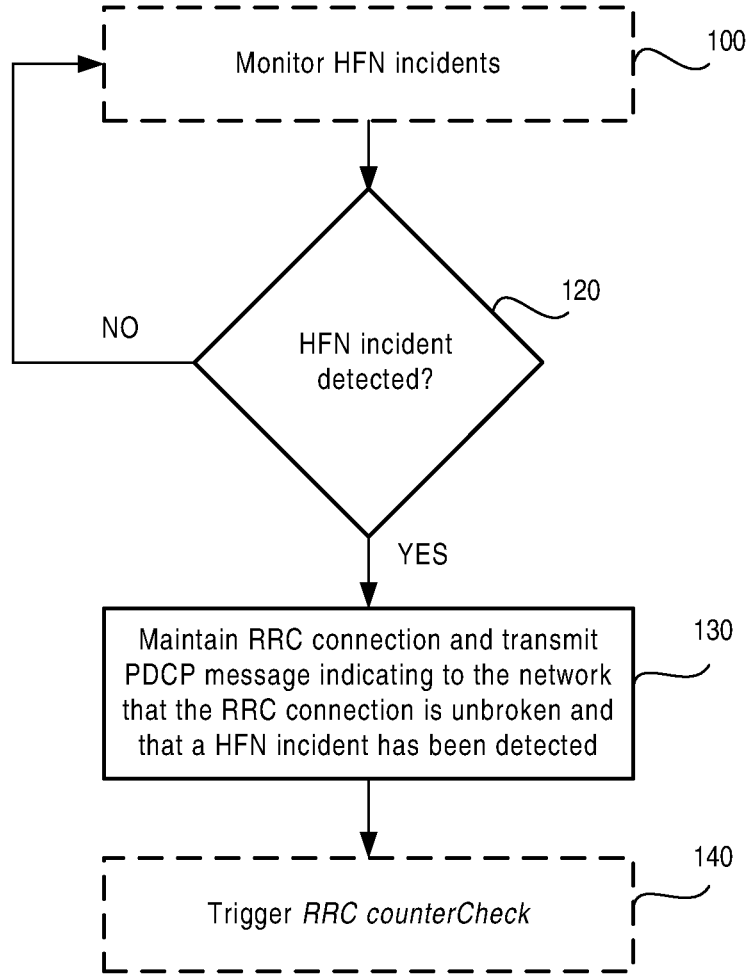 Monitor HFN incidents
100
HFN incident
detected?
120
NO
YES
Maintain RRC connection and transmit
PDCP message indicating to the network
that the RRC connection is unbroken and
that a HFN incident has been detected
130
Trigger RRC counterCheck
140